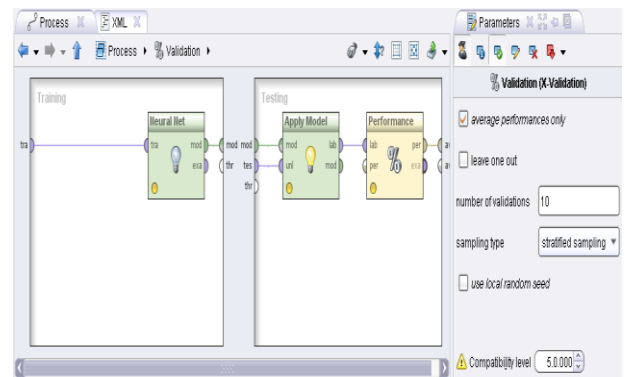 Process
XML
Process
Validation
Training
Neural Net
tra
tra
mod
exa
mod
thr
Testing
mod
tes
thr
Apply Model
mod
unl
lab
mod
Performance
lab
per
per
exa
Parameters
Validation (X-Validation)
average performances only
leave one out
number of validations
10
sampling type
stratified sampling
use local random seed
Compatibility level
5.0.000